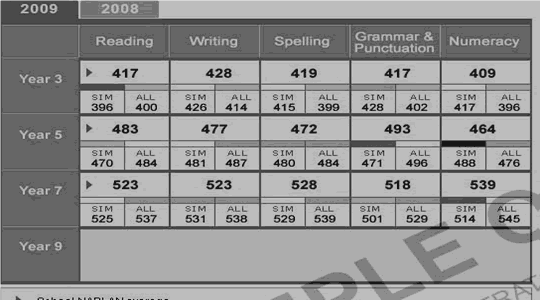 2009 2008
Reading Writing Spelling Grammar & Punctuation Numeracy
Year 3 417 428 419 417 409
SIM 396 ALL 400 SIM 426 ALL 414 SIM 415 ALL 399 SIM 428 ALL 402 SIM 417 ALL 396
Year 5 483 477 472 493 464
SIM 470 ALL 484 SIM 481 ALL 487 SIM 480 ALL 484 SIM 471 ALL 496 SIM 488 ALL 476
Year 7 523 523 528 518 539
SIM 525 ALL 537 SIM 531 ALL 538 SIM 529 ALL 539 SIM 501 ALL 529 SIM 514 ALL 545
Year 9
School NAPLAN average